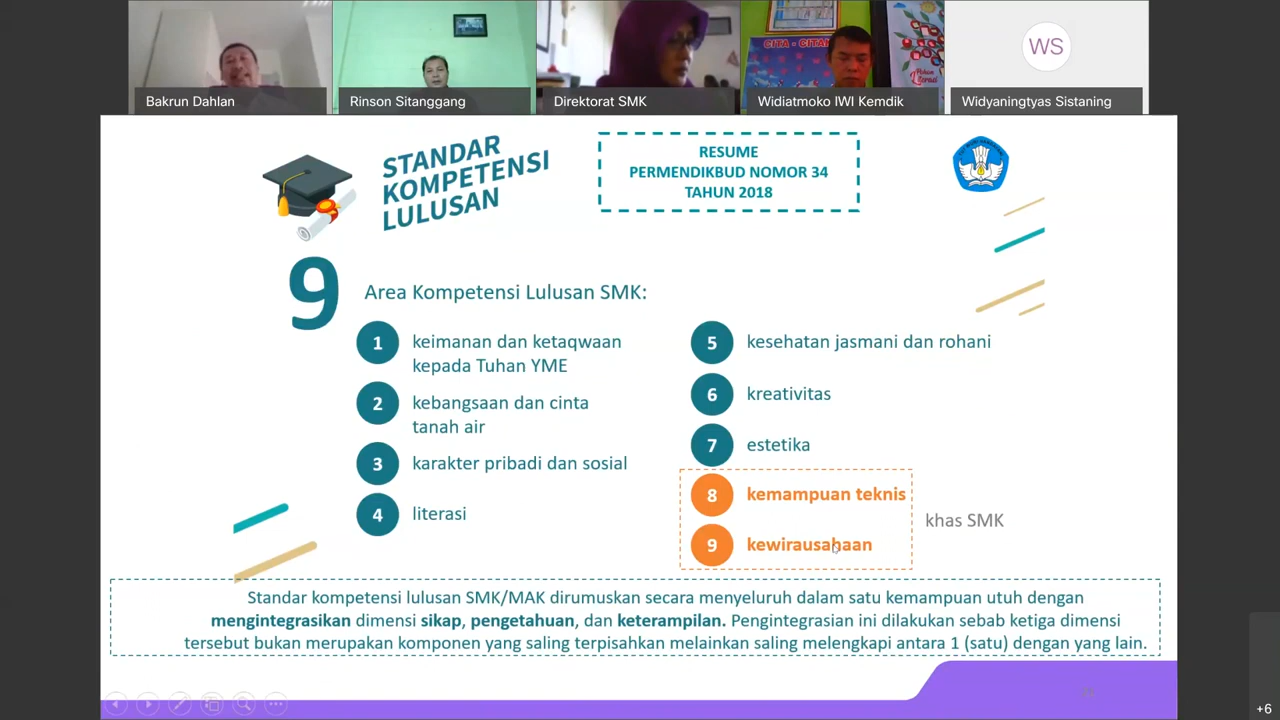 CITA - CITA
Pohon
Literasi
WS
Bakrun Dahlan
Rinson Sitanggang
Direktorat SMK
Widiatmoko IWI Kemdik
Widyaningtyas Sistaning
STANDAR
KOMPETENSI
LULUSAN
RESUME
PERMENDIKBUD NOMOR 34
TAHUN 2018
9
Area Kompetensi Lulusan SMK:
1 keimanan dan ketaqwaan
kepada Tuhan YME
2 kebangsaan dan cinta
tanah air
3 karakter pribadi dan sosial
4 literasi
5 kesehatan jasmani dan rohani
6 kreativitas
7 estetika
8 kemampuan teknis
9 kewirausahaan
khas SMK
Standar kompetensi lulusan SMK/MAK dirumuskan secara menyeluruh dalam satu kemampuan utuh dengan
mengintegrasikan dimensi sikap, pengetahuan, dan keterampilan. Pengintegrasian ini dilakukan sebab ketiga dimensi
tersebut bukan merupakan komponen yang saling terpisahkan melainkan saling melengkapi antara 1 (satu) dengan yang lain.
+6